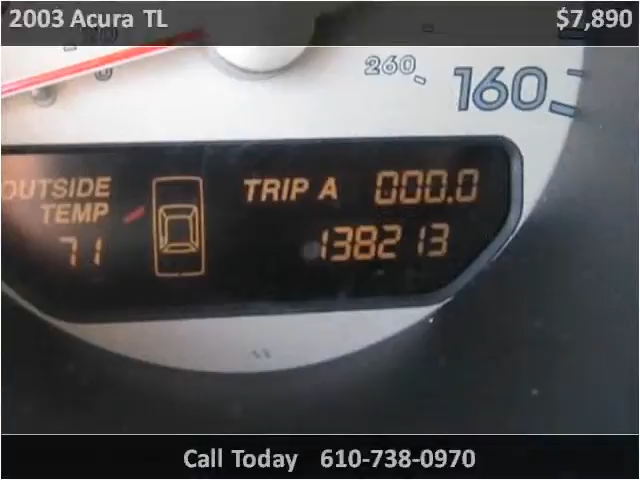 2003 Acura TL $7,890
260 160
OUTSIDE TEMP
71
TRIP A 000.0
138213
Call Today 610-738-0970